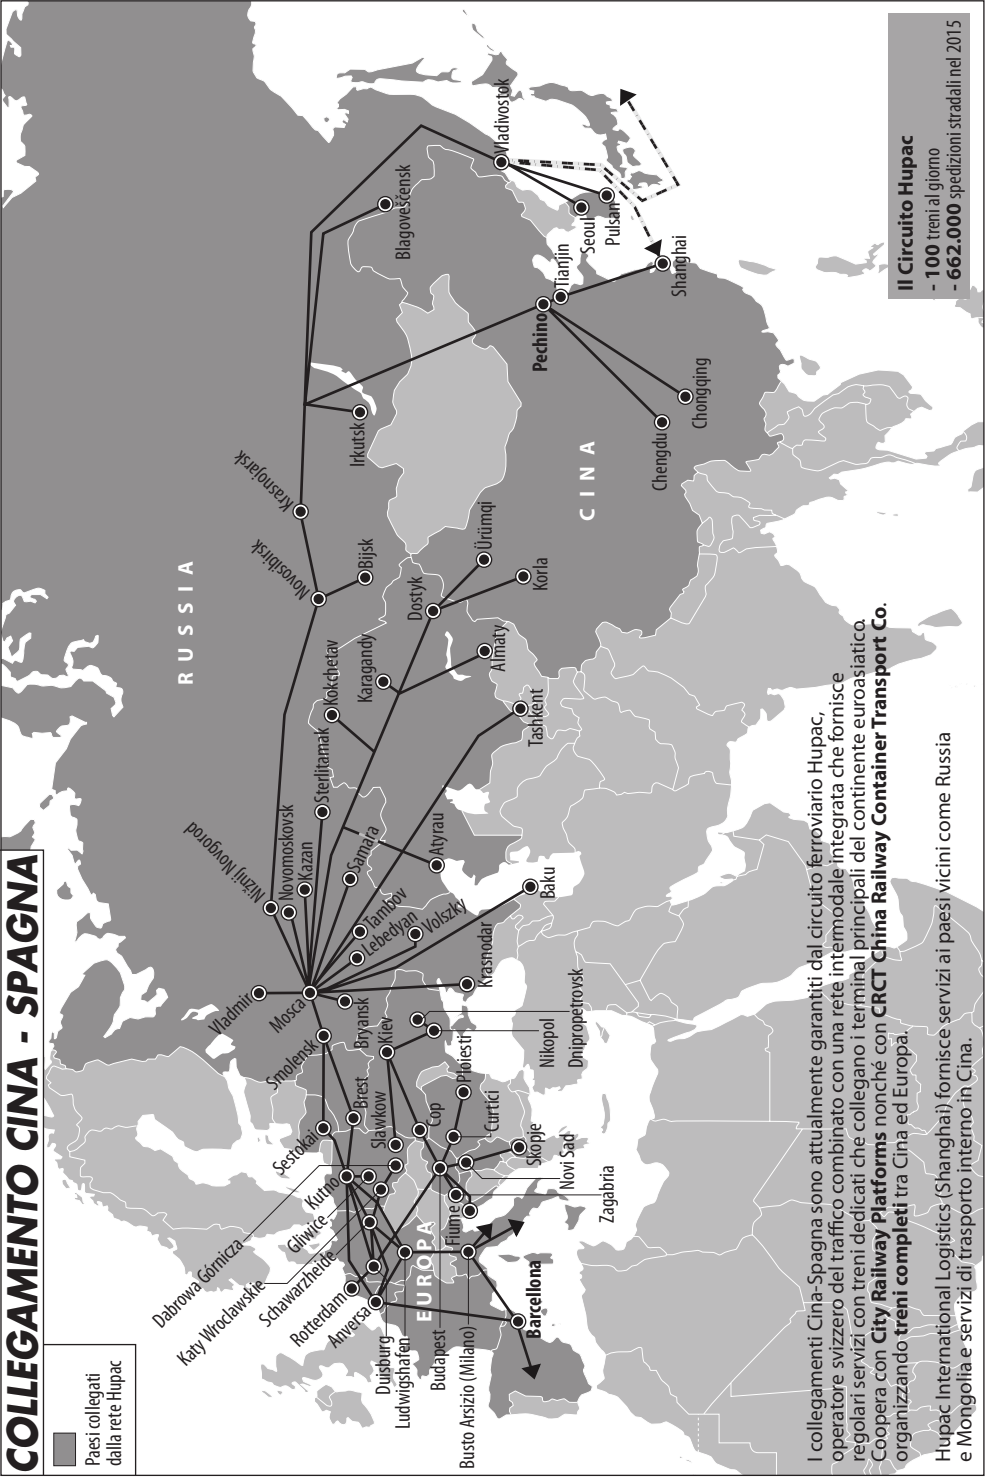 COLLEGAMENTO CINA - SPAGNA
Paesi collegati
dalla rete Hupac
RUSSIA
CINA
EUROPA
Vladmir
Mosca
Nižnij Novgorod
Novomoskovsk
Kazan
Sterlitamak
Samara
Tambov
Lebedyan
Volszky
Atyrau
Baku
Krasnodar
Kokchetav
Karagandy
Dostyk
Almaty
Tashkent
Ürümqi
Korla
Novosibirsk
Bijsk
Krasnojarsk
Irkutsk
Blagoveščensk
Vladivostok
Seoul
Pulsan
Pechino
Tianjin
Shanghai
Chengdu
Chongqing
Smolensk
Bryansk
Kiev
Nikopol
Dnipropetrovsk
Brest
Slawkow
Sestokai
Kutno
Gliwice
Dabrowa Górnicza
Katy Wroclawskie
Schawarzheide
Rotterdam
Anversa
Duisburg
Ludwigshafen
Budapest
Busto Arsizio (Milano)
Barcellona
Fiume
Cop
Ploiesti
Curtici
Skopje
Novi Sad
Zagabria
Il Circuito Hupac
- 100 treni al giorno
- 662.000 spedizioni stradali nel 2015
I collegamenti Cina-Spagna sono attualmente garantiti dal circuito ferroviario Hupac,
operatore svizzero del traffico combinato con una rete intermodale integrata che fornisce
regolari servizi con treni dedicati che collegano i terminal principali del continente euroasiatico.
Coopera con City Railway Platforms nonché con CRCT China Railway Container Transport Co.
organizzando treni completi tra Cina ed Europa.
Hupac International Logistics (Shanghai) fornisce servizi ai paesi vicini come Russia
e Mongolia e servizi di trasporto interno in Cina.